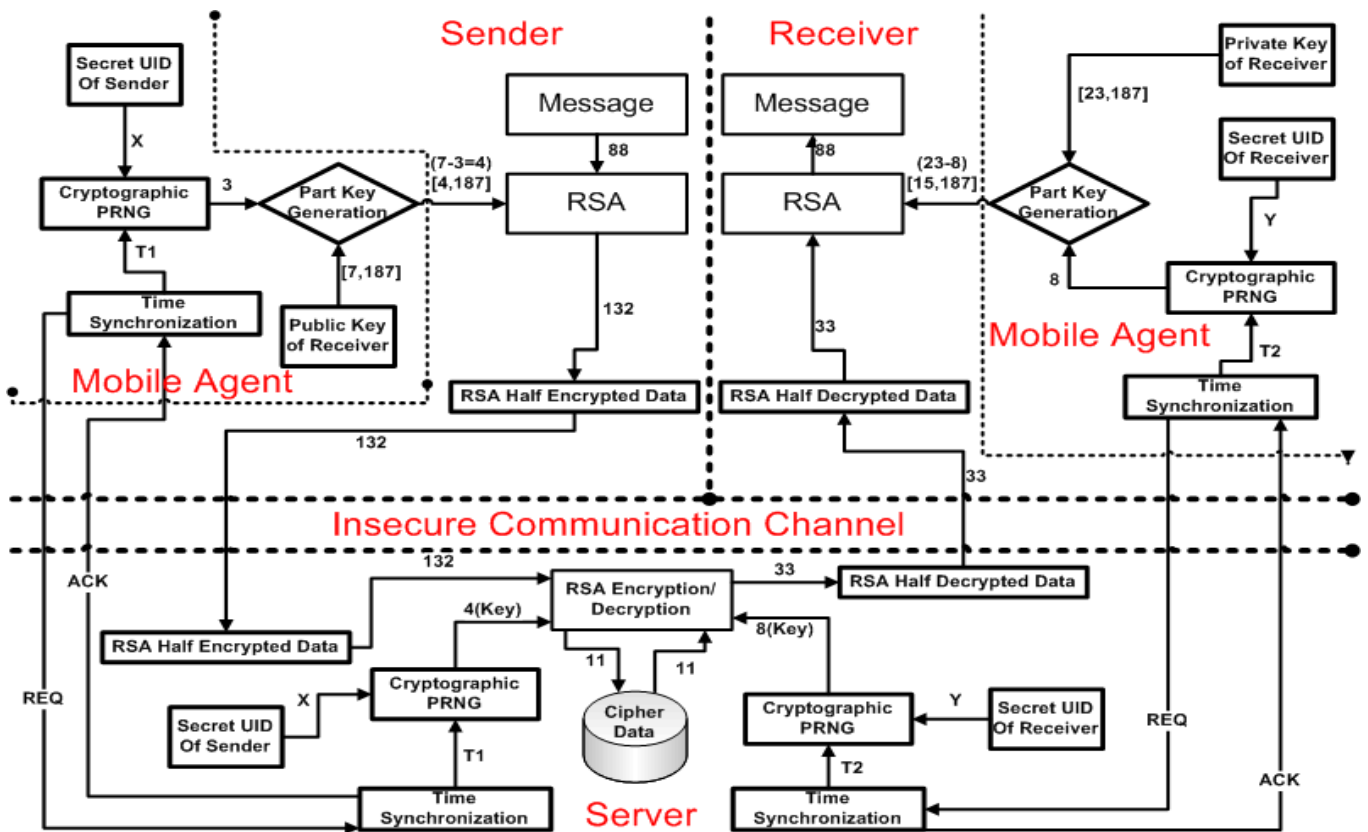 Sender
Receiver
Secret UID
Of Sender
Message
Message
Private Key
of Receiver
[23,187]
Secret UID
Of Receiver
X
88
88
(7-3=4)
[4,187]
(23-8)
[15,187]
Cryptographic
PRNG
3
Part Key
Generation
RSA
RSA
Part Key
Generation
Y
T1
[7,187]
8
Cryptographic
PRNG
Time
Synchronization
Public Key
of Receiver
132
33
Mobile Agent
T2
Mobile Agent
RSA Half Encrypted Data
RSA Half Decrypted Data
Time
Synchronization
132
33
Insecure Communication Channel
ACK
132
RSA Encryption/
Decryption
33
RSA Half Decrypted Data
4(Key)
8(Key)
RSA Half Encrypted Data
11
11
REQ
X
Cryptographic
PRNG
Cipher
Data
Cryptographic
PRNG
Y
Secret UID
Of Receiver
REQ
Secret UID
Of Sender
T1
T2
ACK
Time
Synchronization
Server
Time
Synchronization